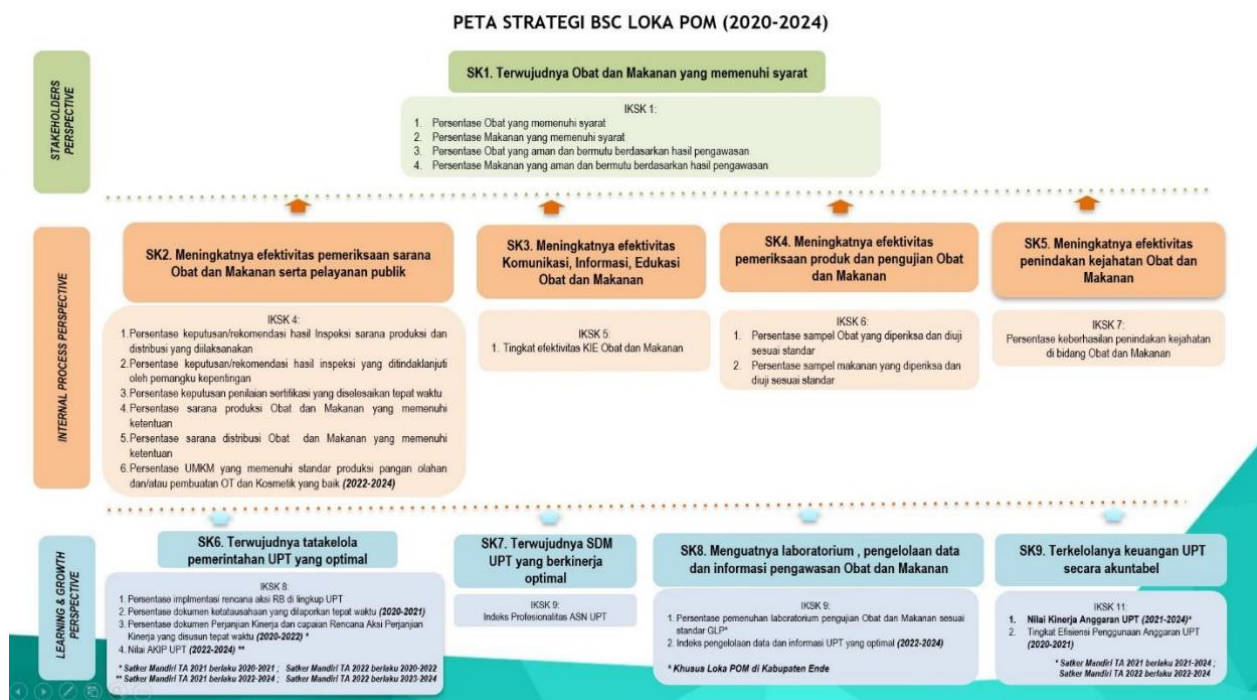 PETA STRATEGI BSC LOKA POM (2020-2024)
STAKEHOLDERS
PERSPECTIVE
SK1. Terwujudnya Obat dan Makanan yang memenuhi syarat
IKSK 1:
1. Persentase Obat yang memenuhi syarat
2. Persentase Makanan yang memenuhi syarat
3. Persentase Obat yang aman dan bermutu berdasarkan hasil pengawasan
4. Persentase Makanan yang aman dan bermutu berdasarkan hasil pengawasan
INTERNAL PROCESS PERSPECTIVE
SK2. Meningkatnya efektivitas pemeriksaan sarana
Obat dan Makanan serta pelayanan publik
IKSK 4:
1.Persentase keputusan/rekomendasi hasil Inspeksi sarana produksi dan
distribusi yang diilaksanakan
2.Persentase keputusan/rekomendasi hasil inspeksi yang ditindaklanjuti
oleh pemangku kepentingan
3.Persentase keputusan penilaian sertifikasi yang diselesaikan tepat waktu
4.Persentase sarana produksi Obat dan Makanan yang memenuhi
ketentuan
5.Persentase sarana distribusi Obat dan Makanan yang memenuhi
ketentuan
6.Persentase UMKM yang memenuhi standar produksi pangan olahan
dan/atau pembuatan OT dan Kosmetik yang baik (2022-2024)
SK3. Meningkatnya efektivitas
Komunikasi, Informasi, Edukasi
Obat dan Makanan
IKSK 5:
1. Tingkat efektivitas KIE Obat dan Makanan
SK4. Meningkatnya efektivitas
pemeriksaan produk dan pengujian Obat
dan Makanan
IKSK 6:
1. Persentase sampel Obat yang diperiksa dan diuji
sesuai standar
2. Persentase sampel makanan yang diperiksa dan
diuji sesuai standar
SK5. Meningkatnya efektivitas
penindakan kejahatan Obat dan
Makanan
IKSK 7:
Persentase keberhasilan penindakan kejahatan
di bidang Obat dan Makanan
LEARNING & GROWTH
PERSPECTIVE
SK6. Terwujudnya tatakelola
pemerintahan UPT yang optimal
IKSK 8:
1. Persentase implmentasi rencana aksi RB di lingkup UPT
2. Persentase dokumen ketatausahaan yang dilaporkan tepat waktu (2020-2021)
3. Persentase dokumen Perjanjian Kinerja dan capaian Rencana Aksi Perjanjian
Kinerja yang disusun tepat waktu (2020-2022) *
4. Nilai AKIP UPT (2022-2024) **
* Satker Mandiri TA 2021 berlaku 2020-2021 ; Satker Mandiri TA 2022 berlaku 2020-2022
** Satker Mandiri TA 2021 berlaku 2022-2024 ; Satker Mandiri TA 2022 berlaku 2023-2024
SK7. Terwujudnya SDM
UPT yang berkinerja
optimal
IKSK 9:
Indeks Profesionalitas ASN UPT
SK8. Menguatnya laboratorium , pengelolaan data
dan informasi pengawasan Obat dan Makanan
IKSK 9:
1. Persentase pemenuhan laboratorium pengujian Obat dan Makanan sesuai
standar GLP*
2. Indeks pengelolaan data dan informasi UPT yang optimal (2022-2024)
* Khusus Loka POM di Kabupaten Ende
SK9. Terkelolanya keuangan UPT
secara akuntabel
IKSK 11:
1. Nilai Kinerja Anggaran UPT (2021-2024)*
2. Tingkat Efisiensi Penggunaan Anggaran UPT
(2020-2021)
* Satker Mandiri TA 2021 berlaku 2021-2024 ;
Satker Mandiri TA 2022 berlaku 2022-2024